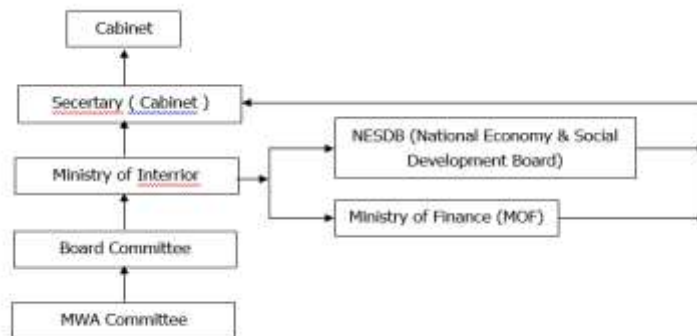 Cabinet
Secertary ( Cabinet )
NESDB (National Economy & Social
Development Board)
Ministry of Interrior
Ministry of Finance (MOF)
Board Committee
MWA Committee